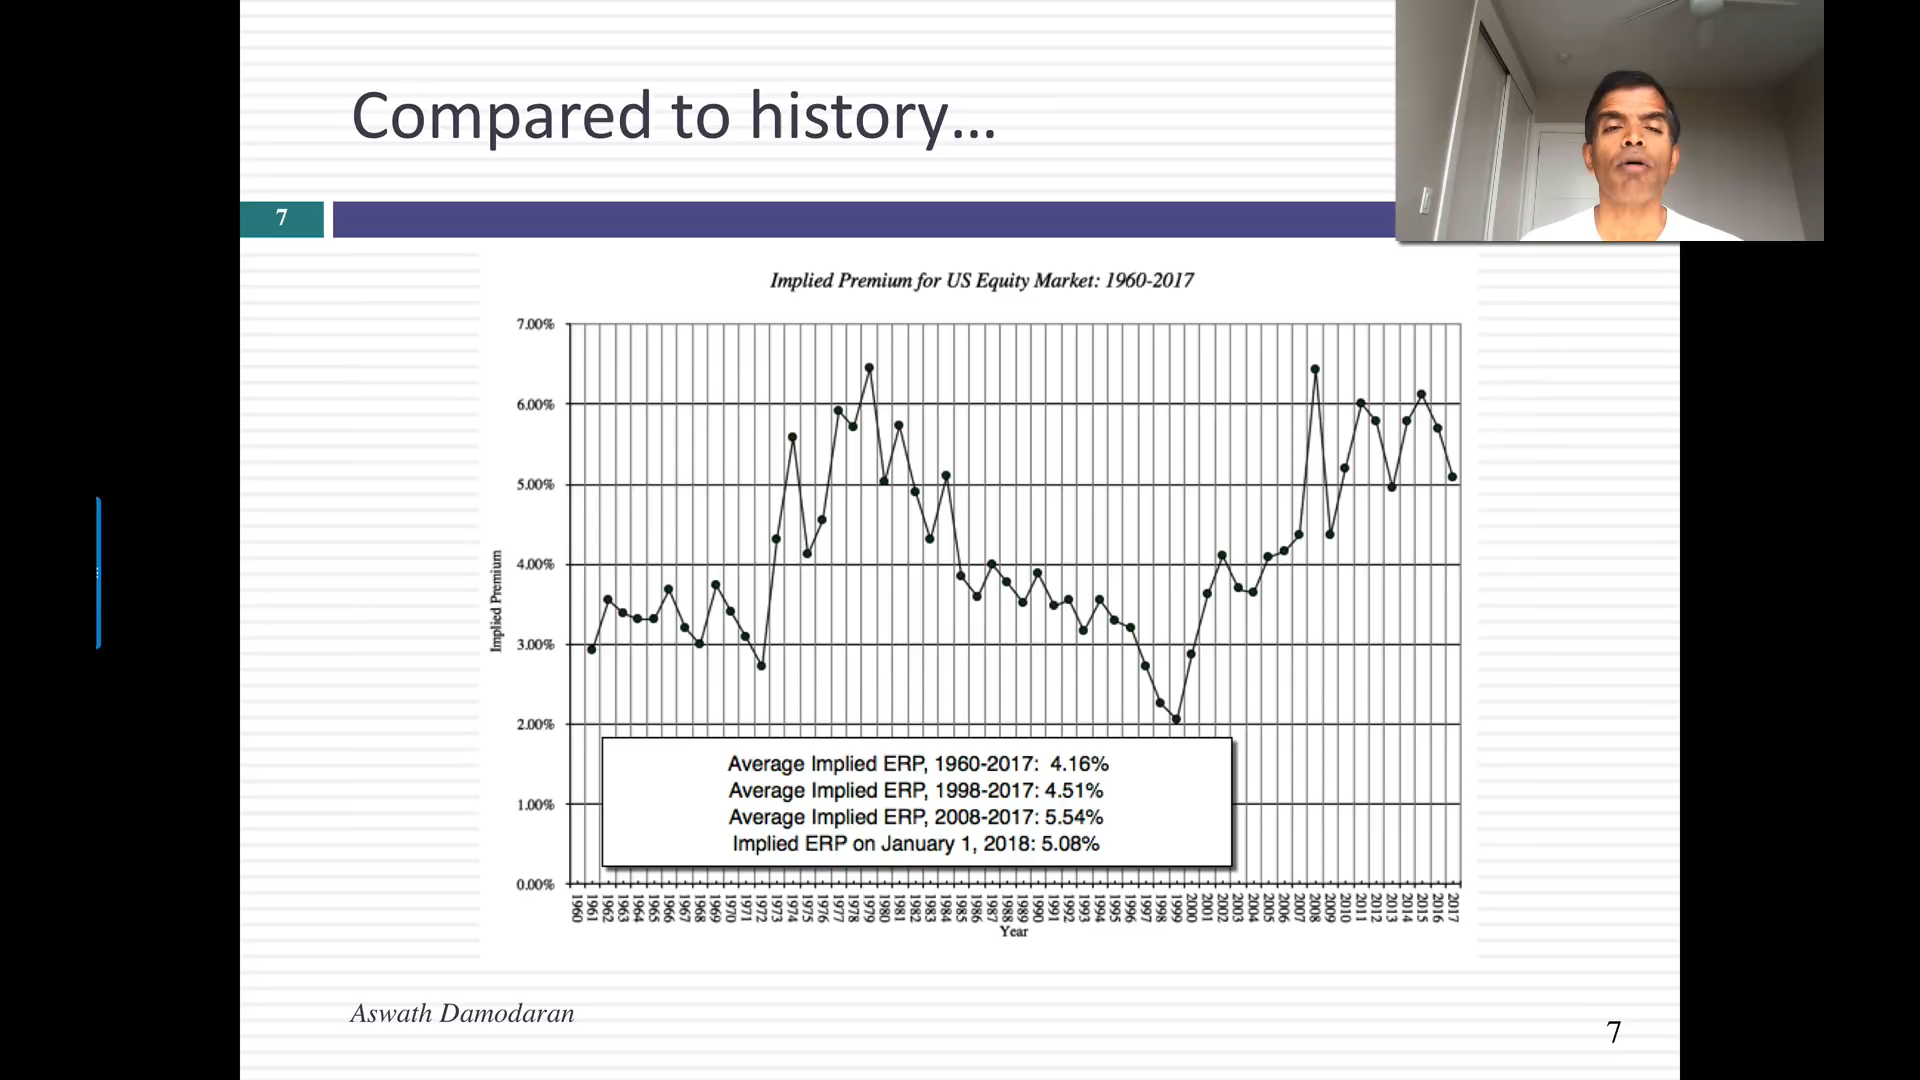 Compared to history…
7
Implied Premium for US Equity Market: 1960-2017
7.00%
6.00%
5.00%
4.00%
3.00%
2.00%
1.00%
0.00%
Implied Premium
Average Implied ERP, 1960-2017: 4.16%
Average Implied ERP, 1998-2017: 4.51%
Average Implied ERP, 2008-2017: 5.54%
Implied ERP on January 1, 2018: 5.08%
1960 1961 1962 1963 1964 1965 1966 1967 1968 1969 1970 1971 1972 1973 1974 1975 1976 1977 1978 1979 1980 1981 1982 1983 1984 1985 1986 1987 1988 1989 1990 1991 1992 1993 1994 1995 1996 1997 1998 1999 2000 2001 2002 2003 2004 2005 2006 2007 2008 2009 2010 2011 2012 2013 2014 2015 2016 2017
Year
Aswath Damodaran
7